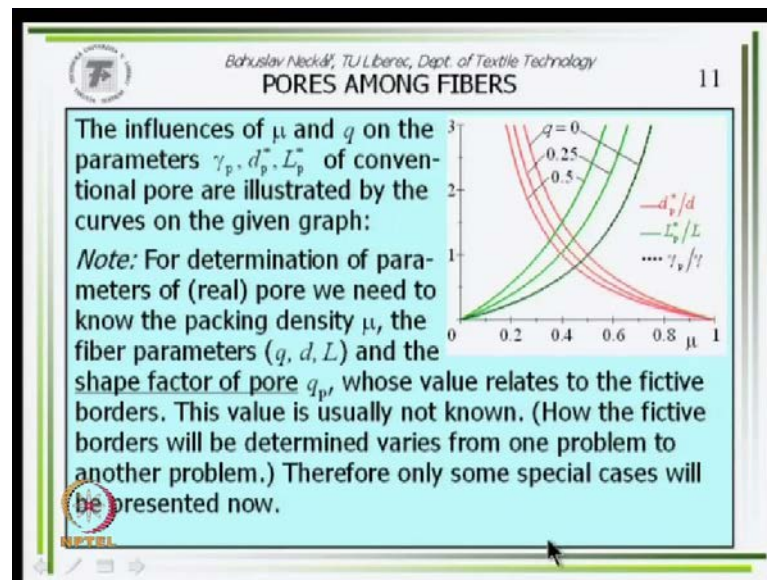 Bohuslav Neckář, TU Liberec, Dept. of Textile Technology
PORES AMONG FIBERS
11
The influences of μ and q on the
parameters γₚ, dₚ*, Lₚ* of conven-
tional pore are illustrated by the
curves on the given graph:
Note: For determination of para-
meters of (real) pore we need to
know the packing density μ, the
fiber parameters (q, d, L) and the
shape factor of pore qₚ, whose value relates to the fictive
borders. This value is usually not known. (How the fictive
borders will be determined varies from one problem to
another problem.) Therefore only some special cases will
be presented now.
3
2
1
q=0
0.25
0.5
dₚ*/d
Lₚ*/L
γₚ/γ
0 0.2 0.4 0.6 0.8 μ 1
NPTEL